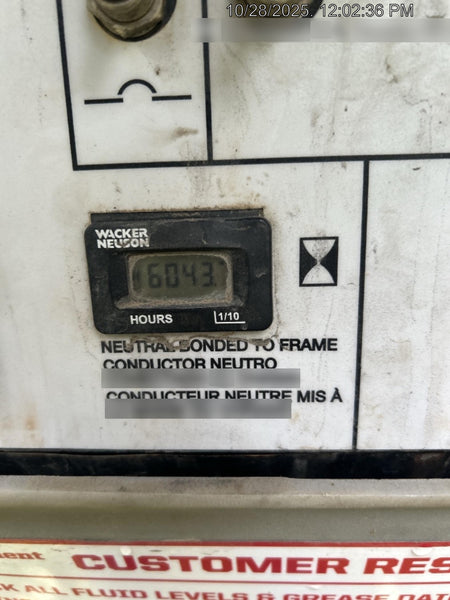 10/28/2025, 12:02:36 PM
WACKER
NEUSON
6043
HOURS 1/10
NEUTRAL BONDED TO FRAME
CONDUCTOR NEUTRO
CONDUCTEUR NEUTRE MIS À
CUSTOMER RES
ALL FLUID LEVELS & GREASE